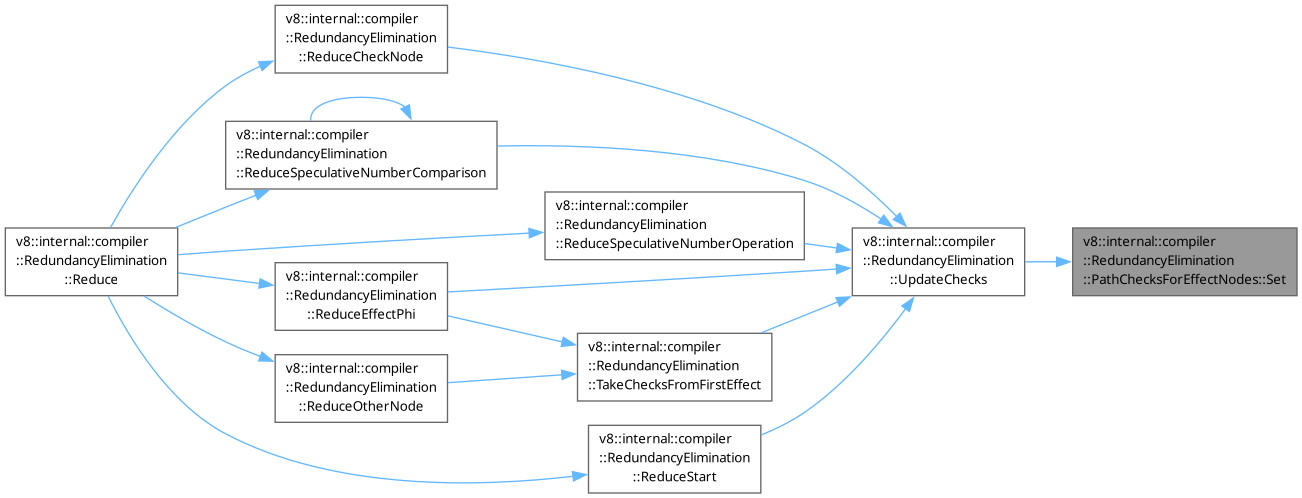 v8::internal::compiler
::RedundancyElimination
::ReduceCheckNode
v8::internal::compiler
::RedundancyElimination
::ReduceSpeculativeNumberComparison
v8::internal::compiler
::RedundancyElimination
::ReduceSpeculativeNumberOperation
v8::internal::compiler
::RedundancyElimination
::Reduce
v8::internal::compiler
::RedundancyElimination
::UpdateChecks
v8::internal::compiler
::RedundancyElimination
::PathChecksForEffectNodes::Set
v8::internal::compiler
::RedundancyElimination
::ReduceEffectPhi
v8::internal::compiler
::RedundancyElimination
::TakeChecksFromFirstEffect
v8::internal::compiler
::RedundancyElimination
::ReduceOtherNode
v8::internal::compiler
::RedundancyElimination
::ReduceStart